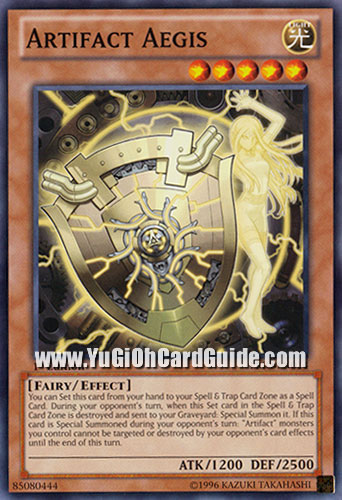 ARTIFACT AEGIS
LIGHT
光
www.YuGiOhCardGuide.com
[FAIRY/EFFECT]
You can Set this card from your hand to your Spell & Trap Card Zone as a Spell
Card. During your opponent's turn, when this Set card in the Spell & Trap
Card Zone is destroyed and sent to your Graveyard: Special Summon it. If this
card is Special Summoned during your opponent's turn: "Artifact" monsters
you control cannot be targeted or destroyed by your opponent's card effects
until the end of this turn.
ATK/1200 DEF/2500
85080444
©1996 KAZUKI TAKAHASHI